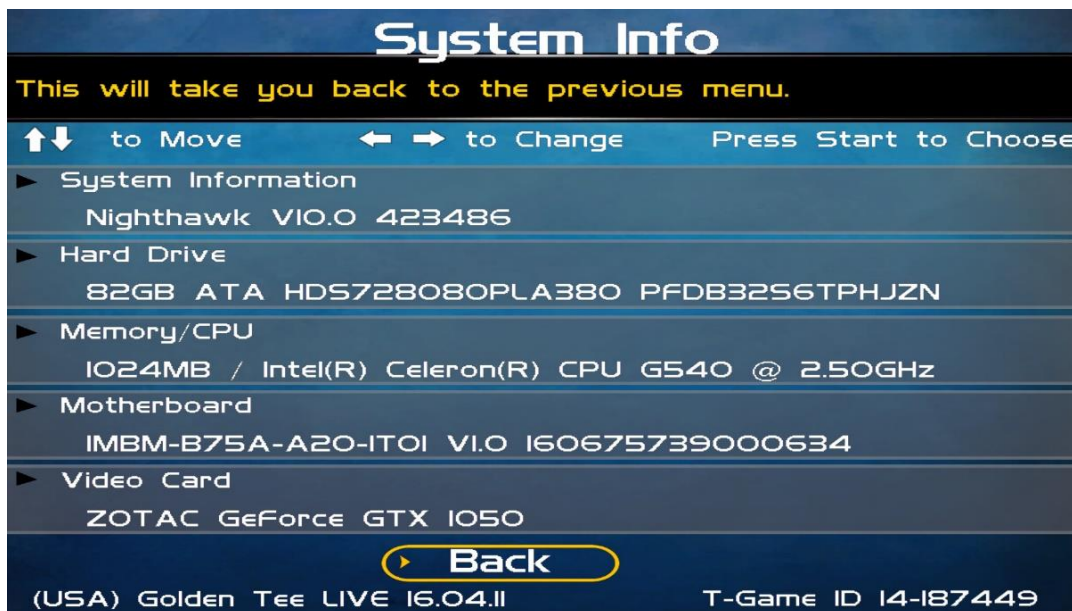 System Info
This will take you back to the previous menu.
to Move to Change Press Start to Choose
System Information
Nighthawk V10.0 423486
Hard Drive
82GB ATA HDS728080PLA380 PFDB32S6TPHJZN
Memory/CPU
1024MB / Intel(R) Celeron(R) CPU G540 @ 2.50GHz
Motherboard
IMBM-B75A-A20-IT01 V1.0 160675739000634
Video Card
ZOTAC GeForce GTX 1050
Back
(USA) Golden Tee LIVE 16.04.11 T-Game ID 14-187449